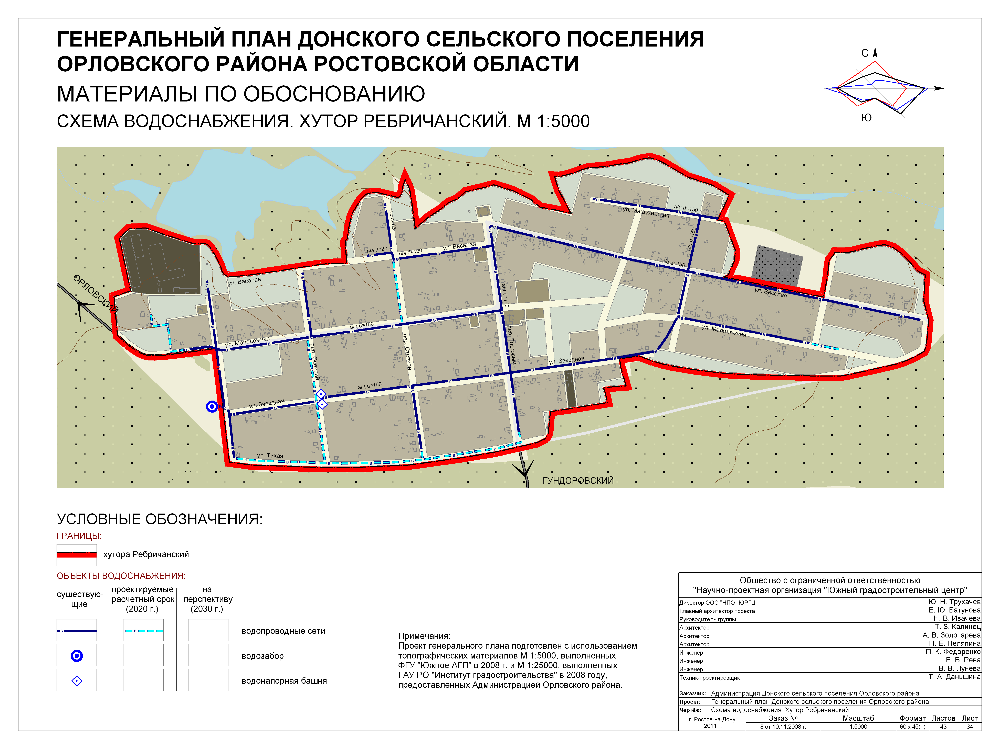 ГЕНЕРАЛЬНЫЙ ПЛАН ДОНСКОГО СЕЛЬСКОГО ПОСЕЛЕНИЯ
ОРЛОВСКОГО РАЙОНА РОСТОВСКОЙ ОБЛАСТИ
МАТЕРИАЛЫ ПО ОБОСНОВАНИЮ
СХЕМА ВОДОСНАБЖЕНИЯ. ХУТОР РЕБРИЧАНСКИЙ. М 1:5000
С
Ю
ул. Машухинская
а/ц d=150
п/э d=63
п/э d=20
п/э d=100
ул. Веселая
а/ц d=150
а/ц d=150
ОРЛОВСКИЙ
ул. Веселая
а/ц d=150
ул. Веселая
ул. Молодежная
а/ц d=150
пер. Осенний
пер. Степной
пер. Торговый
ул. Молодежная
ул. Звездная
а/ц d=150
ул. Звездная
ул. Тихая
ГУНДОРОВСКИЙ
УСЛОВНЫЕ ОБОЗНАЧЕНИЯ:
ГРАНИЦЫ:
хутора Ребричанский
ОБЪЕКТЫ ВОДОСНАБЖЕНИЯ:
существую-
щие
проектируемые
расчетный срок
(2020 г.)
на
перспективу
(2030 г.)
в
в
водопроводные сети
водозабор
водонапорная башня
Примечания:
Проект генерального плана подготовлен с использованием
топографических материалов М 1:5000, выполненных
ФГУ "Южное АГП" в 2008 г. и М 1:25000, выполненных
ГАУ РО "Институт градостроительства" в 2008 году,
предоставленных Администрацией Орловского района.
Общество с ограниченной ответственностью
"Научно-проектная организация "Южный градостроительный центр"
Директор ООО "НПО "ЮРГЦ" Ю. Н. Трухачев
Главный архитектор проекта Е. Ю. Батунова
Руководитель группы Н. В. Ивачева
Архитектор Т. З. Калинец
Архитектор А. В. Золотарева
Архитектор Н. Е. Неляпина
Инженер П. К. Федоренко
Инженер Е. В. Рева
Инженер В. В. Лунева
Техник-проектировщик Т. А. Даньшина
Заказчик: Администрация Донского сельского поселения Орловского района
Проект: Генеральный план Донского сельского поселения Орловского района
Чертёж: Схема водоснабжения. Хутор Ребричанский
г. Ростов-на-Дону
2011 г.
Заказ № Масштаб Формат Листов Лист
8 от 10.11.2008 г. 1:5000 60 х 45(h) 43 34